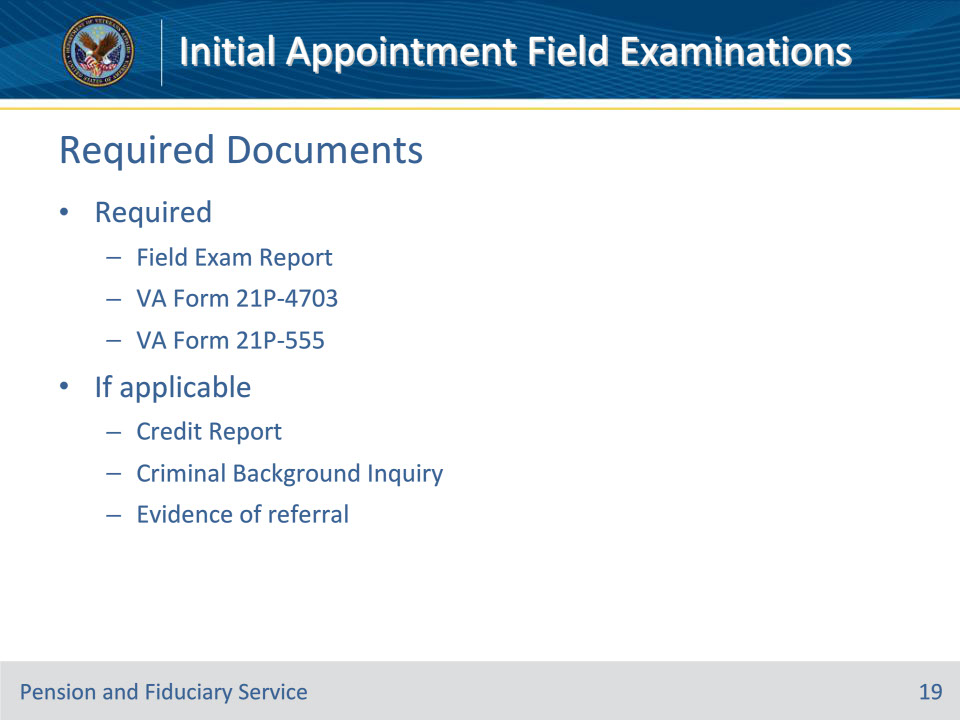 DEPARTMENT OF VETERANS AFFAIRS
UNITED STATES OF AMERICA
Initial Appointment Field Examinations
Required Documents
• Required
– Field Exam Report
– VA Form 21P-4703
– VA Form 21P-555
• If applicable
– Credit Report
– Criminal Background Inquiry
– Evidence of referral
Pension and Fiduciary Service
19